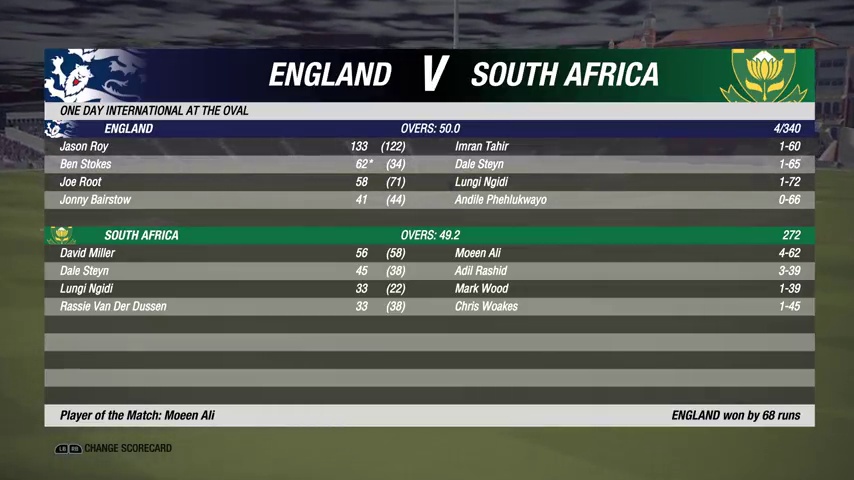 ENGLAND V SOUTH AFRICA
ONE DAY INTERNATIONAL AT THE OVAL
ENGLAND OVERS: 50.0 4/340
Jason Roy 133 (122) Imran Tahir 1-60
Ben Stokes 62* (34) Dale Steyn 1-65
Joe Root 58 (71) Lungi Ngidi 1-72
Jonny Bairstow 41 (44) Andile Phehlukwayo 0-66
SOUTH AFRICA OVERS: 49.2 272
David Miller 56 (58) Moeen Ali 4-62
Dale Steyn 45 (38) Adil Rashid 3-39
Lungi Ngidi 33 (22) Mark Wood 1-39
Rassie Van Der Dussen 33 (38) Chris Woakes 1-45
Player of the Match: Moeen Ali ENGLAND won by 68 runs
LB RB CHANGE SCORECARD